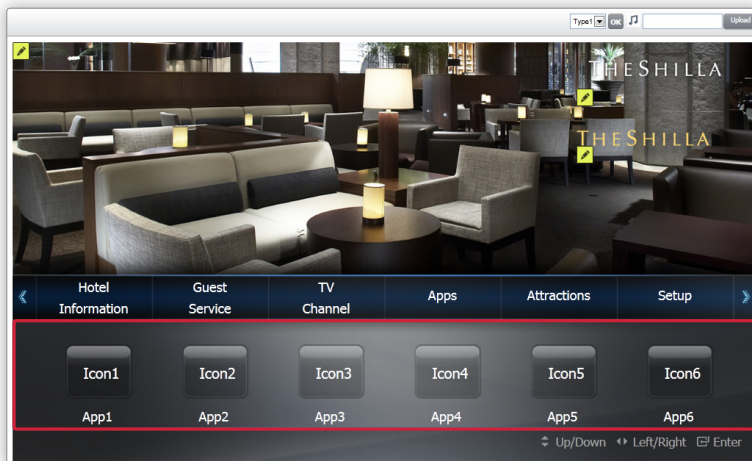 Type1 OK Upload
THESHILLA
THESHILLA
Hotel Information
Guest Service
TV Channel
Apps
Attractions
Setup
Icon1 Icon2 Icon3 Icon4 Icon5 Icon6
App1 App2 App3 App4 App5 App6
Up/Down Left/Right Enter